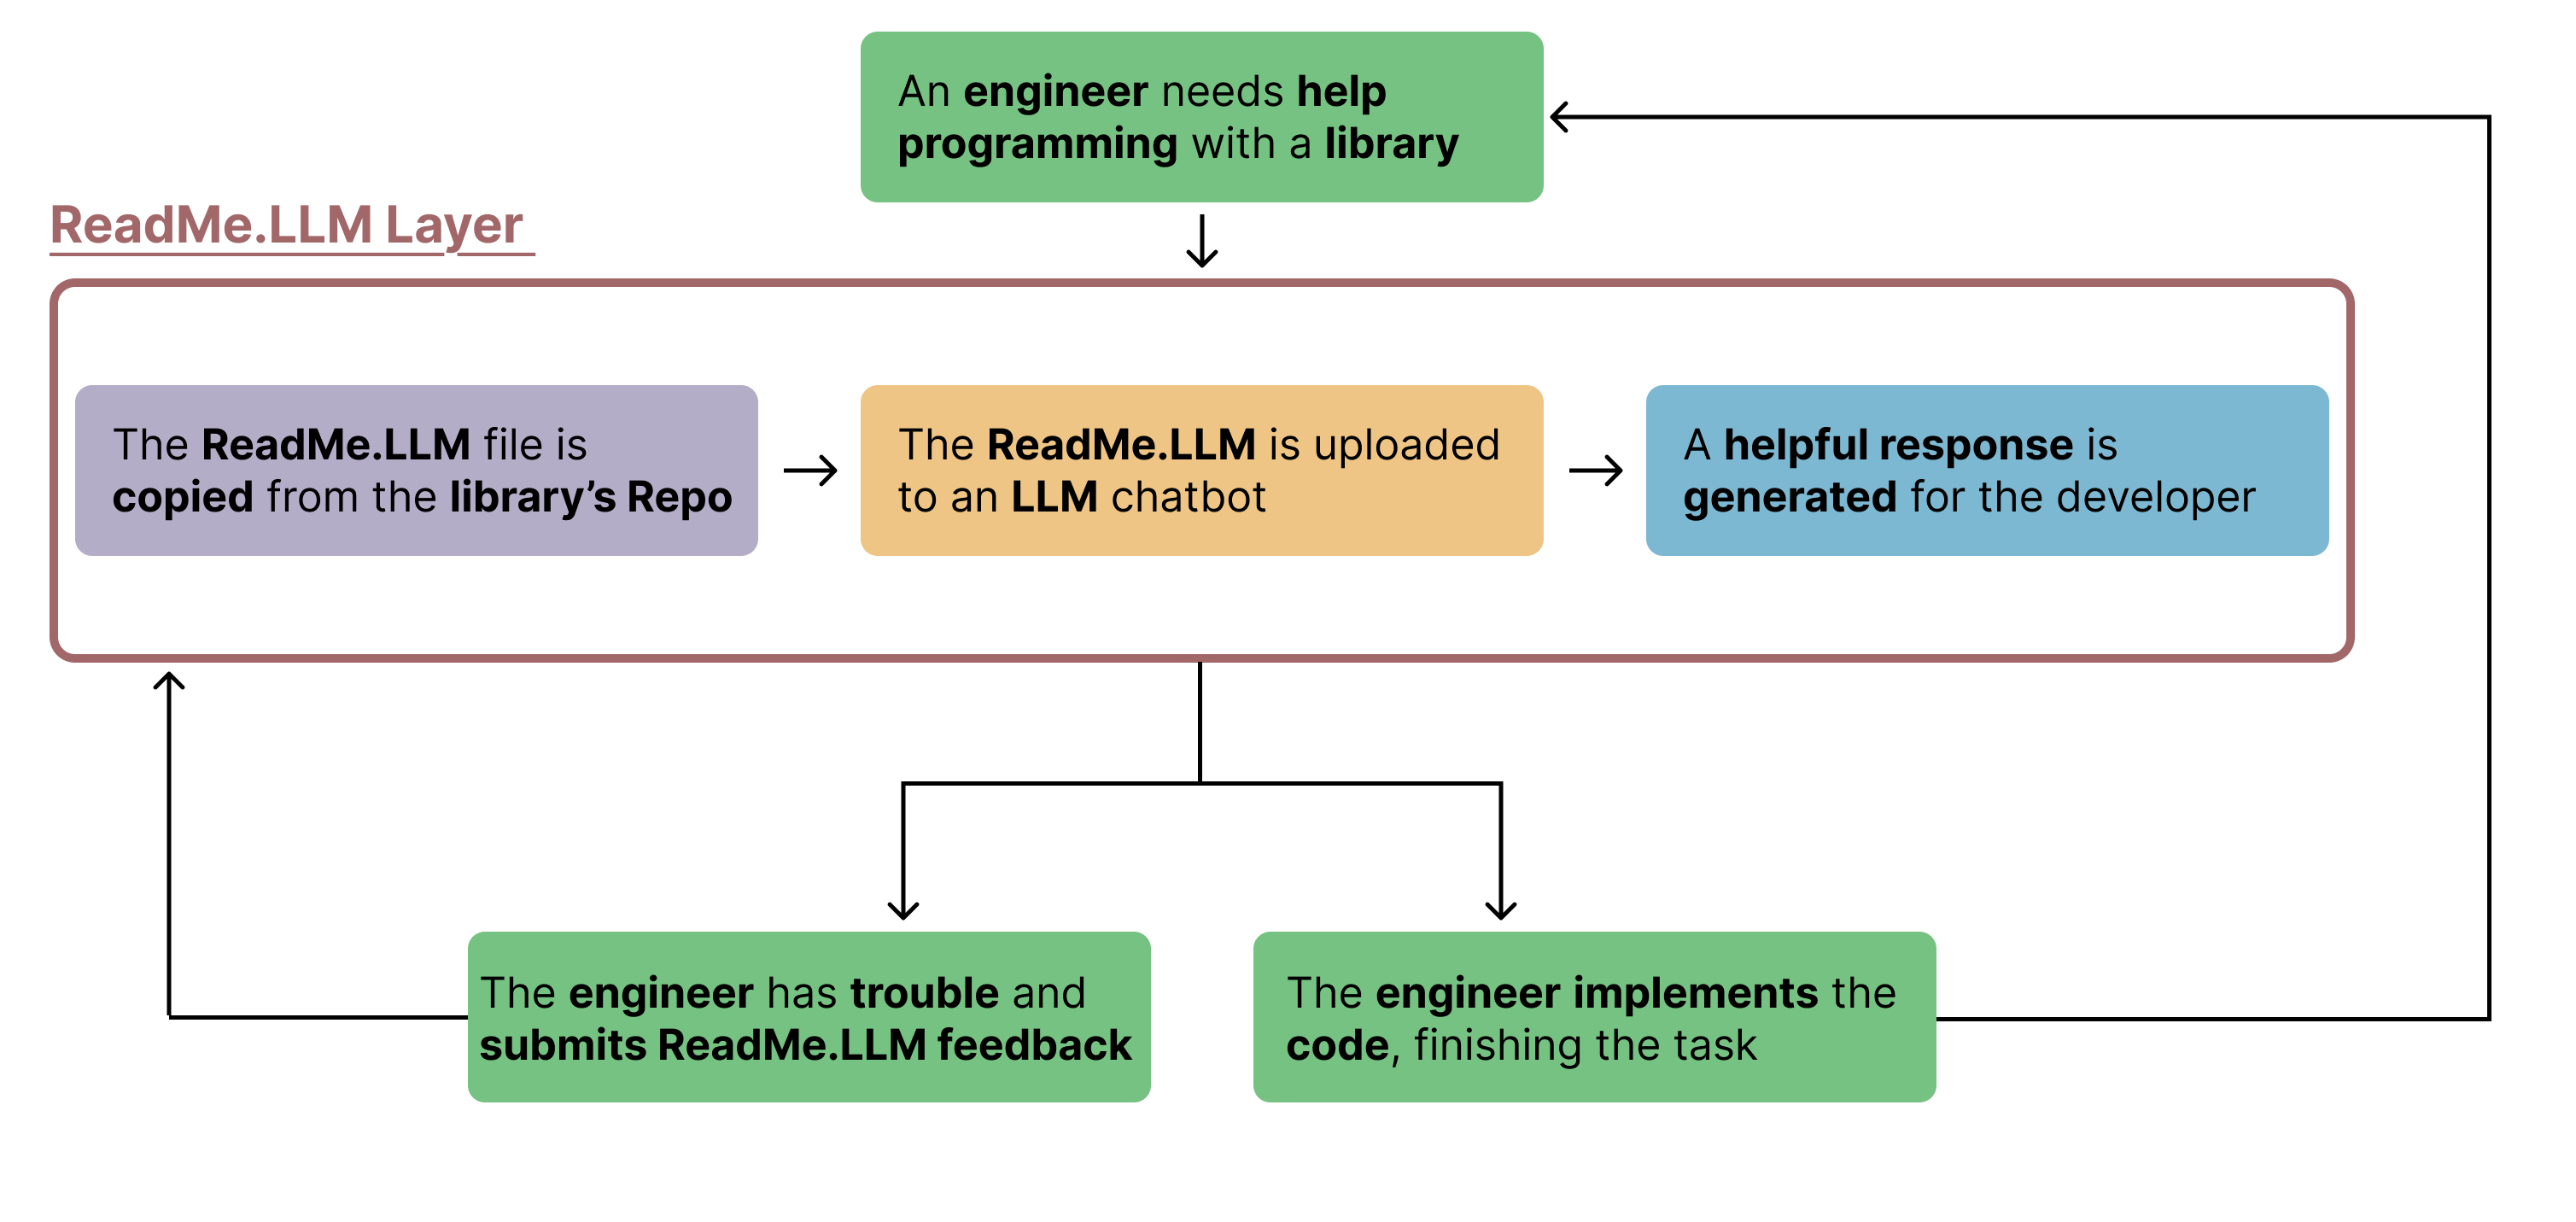 An engineer needs help
programming with a library
ReadMe.LLM Layer
The ReadMe.LLM file is
copied from the library’s Repo
The ReadMe.LLM is uploaded
to an LLM chatbot
A helpful response is
generated for the developer
The engineer has trouble and
submits ReadMe.LLM feedback
The engineer implements the
code, finishing the task